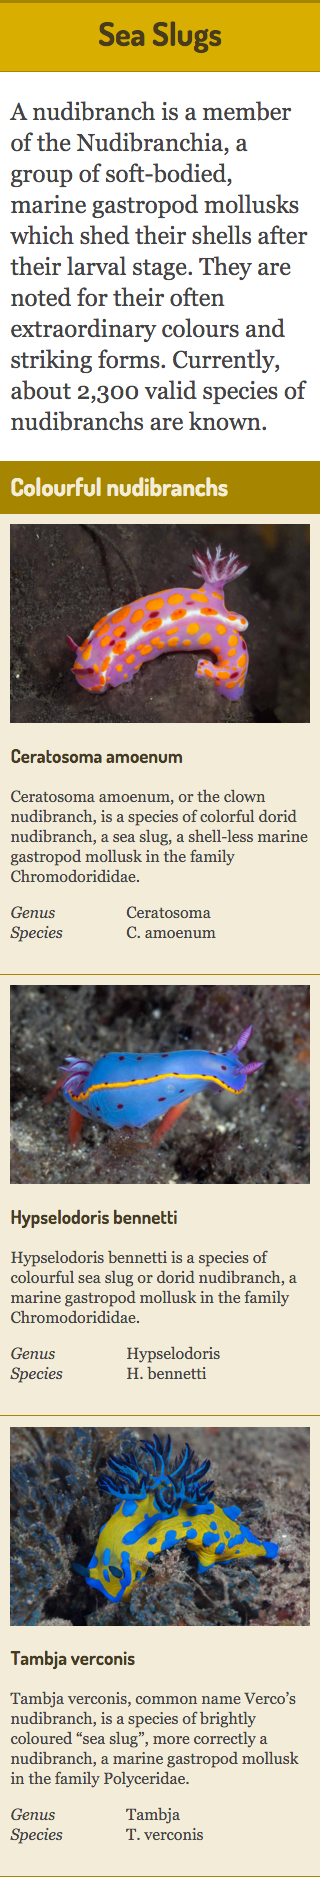 Sea Slugs
A nudibranch is a member
of the Nudibranchia, a
group of soft-bodied,
marine gastropod mollusks
which shed their shells after
their larval stage. They are
noted for their often
extraordinary colours and
striking forms. Currently,
about 2,300 valid species of
nudibranchs are known.
Colourful nudibranchs
Ceratosoma amoenum
Ceratosoma amoenum, or the clown
nudibranch, is a species of colorful dorid
nudibranch, a sea slug, a shell-less marine
gastropod mollusk in the family
Chromodorididae.
Genus Ceratosoma
Species C. amoenum
Hypselodoris bennetti
Hypselodoris bennetti is a species of
colourful sea slug or dorid nudibranch, a
marine gastropod mollusk in the family
Chromodorididae.
Genus Hypselodoris
Species H. bennetti
Tambja verconis
Tambja verconis, common name Verco’s
nudibranch, is a species of brightly
coloured “sea slug”, more correctly a
nudibranch, a marine gastropod mollusk
in the family Polyceridae.
Genus Tambja
Species T. verconis